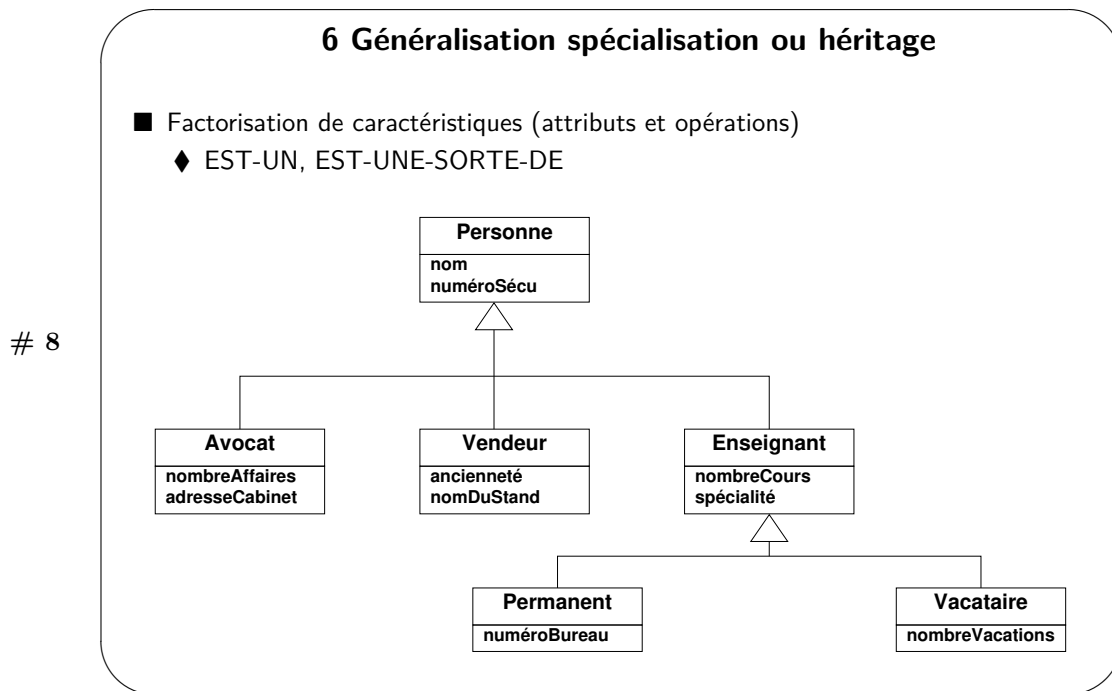 6 Généralisation spécialisation ou héritage
Factorisation de caractéristiques (attributs et opérations)
EST-UN, EST-UNE-SORTE-DE
Personne
nom
numéroSécu
# 8
Avocat
nombreAffaires
adresseCabinet
Vendeur
ancienneté
nomDuStand
Enseignant
nombreCours
spécialité
Permanent
numéroBureau
Vacataire
nombreVacations